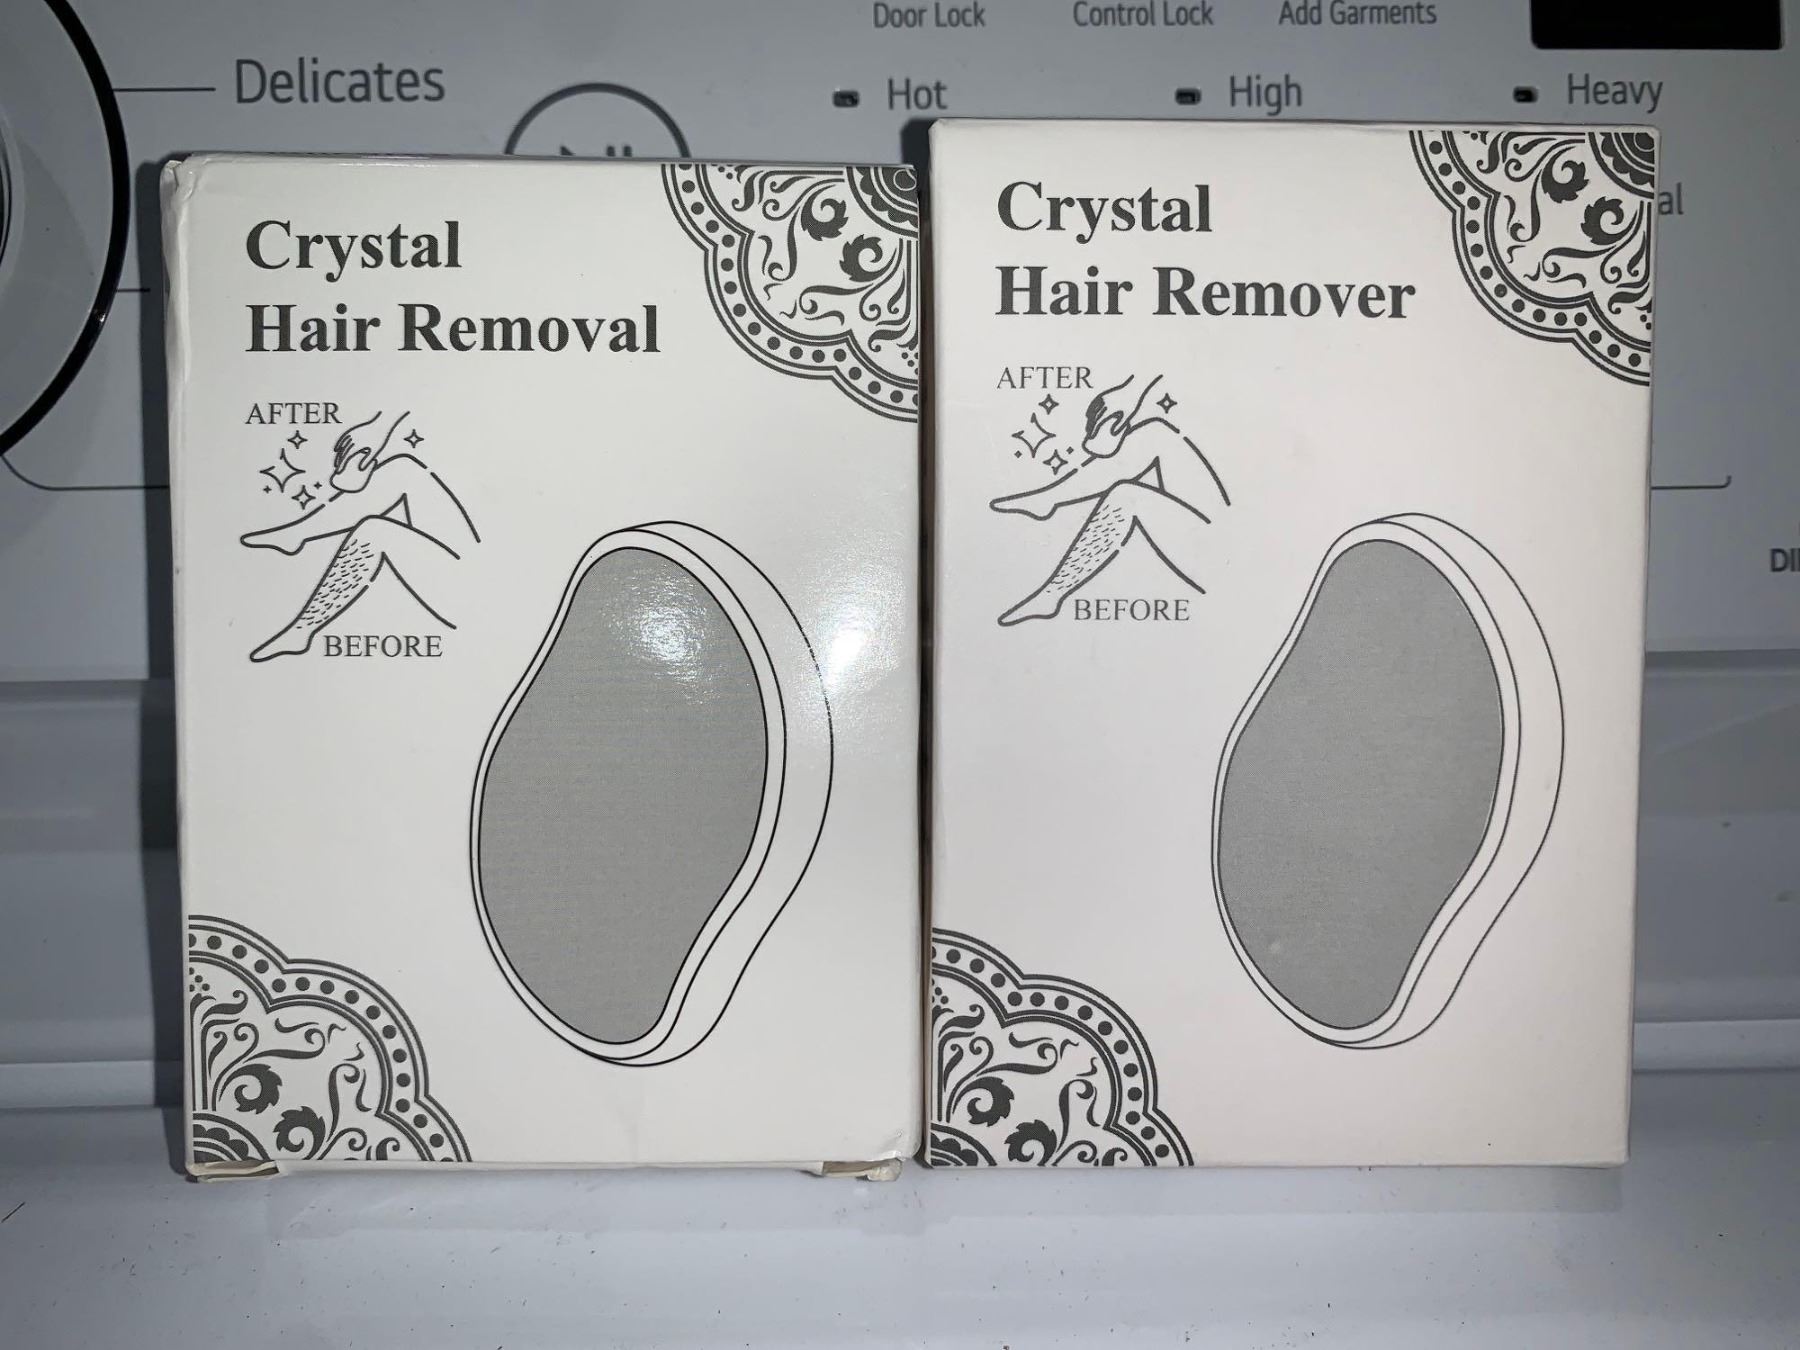 Door Lock
Control Lock
Add Garments
Delicates
Hot
High
Heavy
Crystal
Hair Removal
AFTER
BEFORE
Crystal
Hair Remover
AFTER
BEFORE